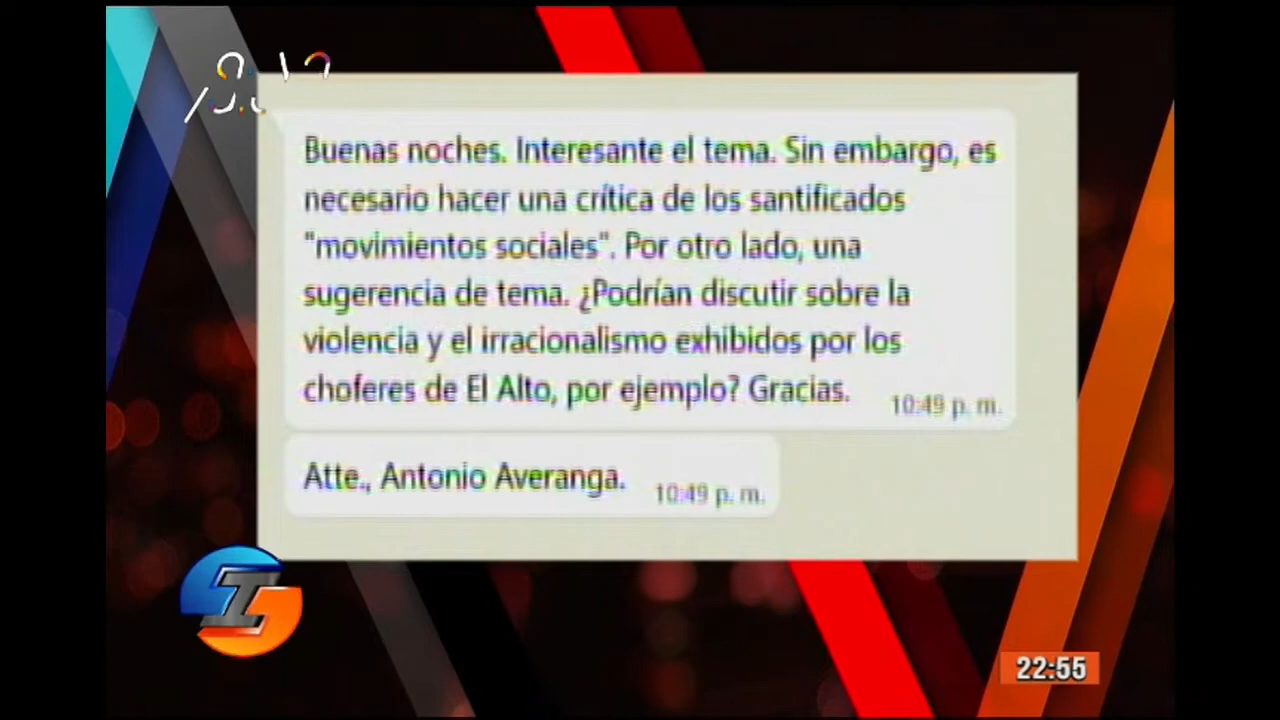 Buenas noches. Interesante el tema. Sin embargo, es
necesario hacer una crítica de los santificados
"movimientos sociales". Por otro lado, una
sugerencia de tema. ¿Podrían discutir sobre la
violencia y el irracionalismo exhibidos por los
choferes de El Alto, por ejemplo? Gracias.
10:49 p. m.
Atte., Antonio Averanga.
10:49 p. m.
22:55